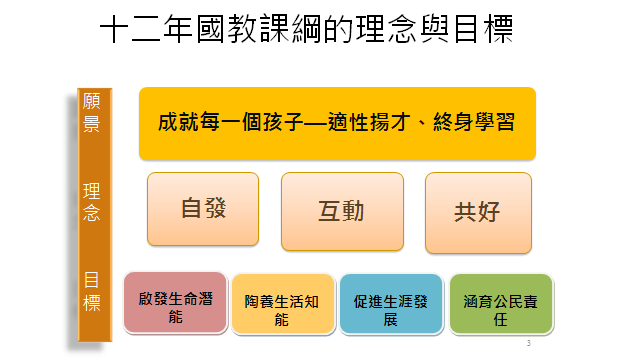 十二年國教課綱的理念與目標
願景
成就每一個孩子—適性揚才、終身學習
理念
自發
互動
共好
目標
啟發生命潛
能
陶養生活知
能
促進生涯發
展
涵育公民責
任
3